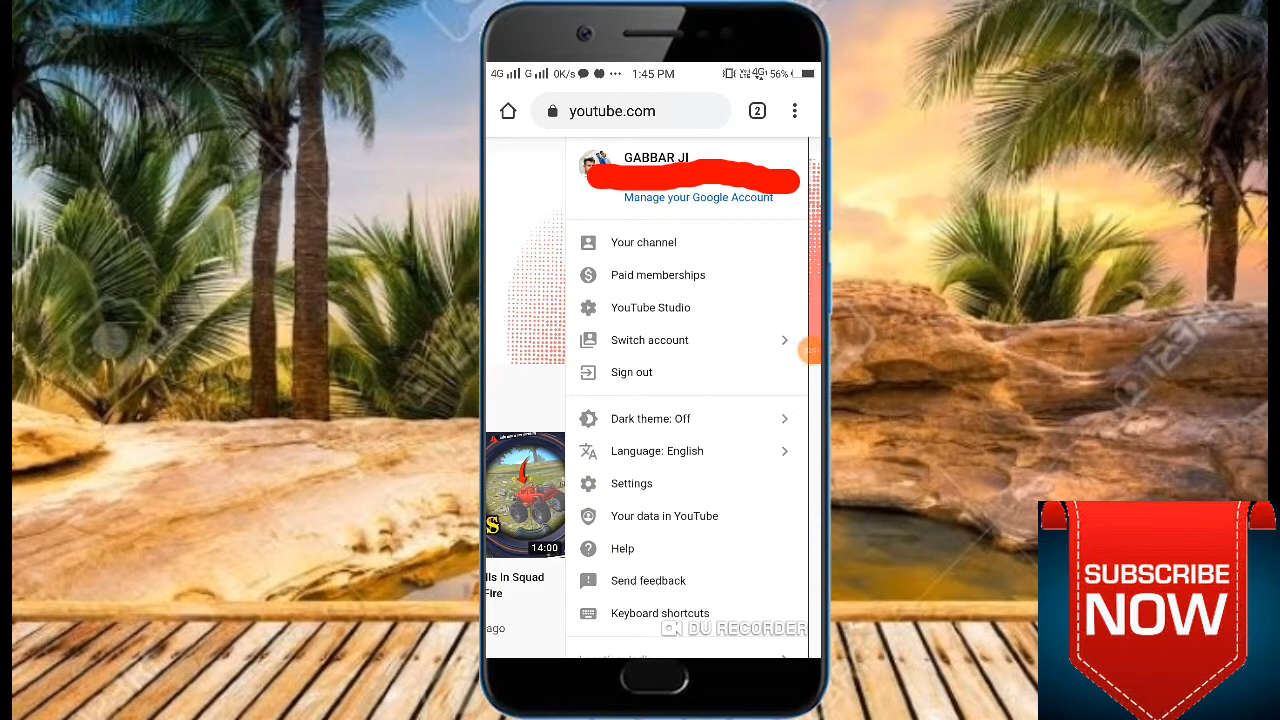 4G G 0K/s 1:45 PM 4G 56%
youtube.com 2
GABBAR JI
Manage your Google Account
Your channel
Paid memberships
YouTube Studio
Switch account
Sign out
Dark theme: Off
Language: English
Settings
Your data in YouTube
Help
Send feedback
Keyboard shortcuts
DU RECORDER
S
14:00
lls In Squad
Fire
ago
SUBSCRIBE
NOW